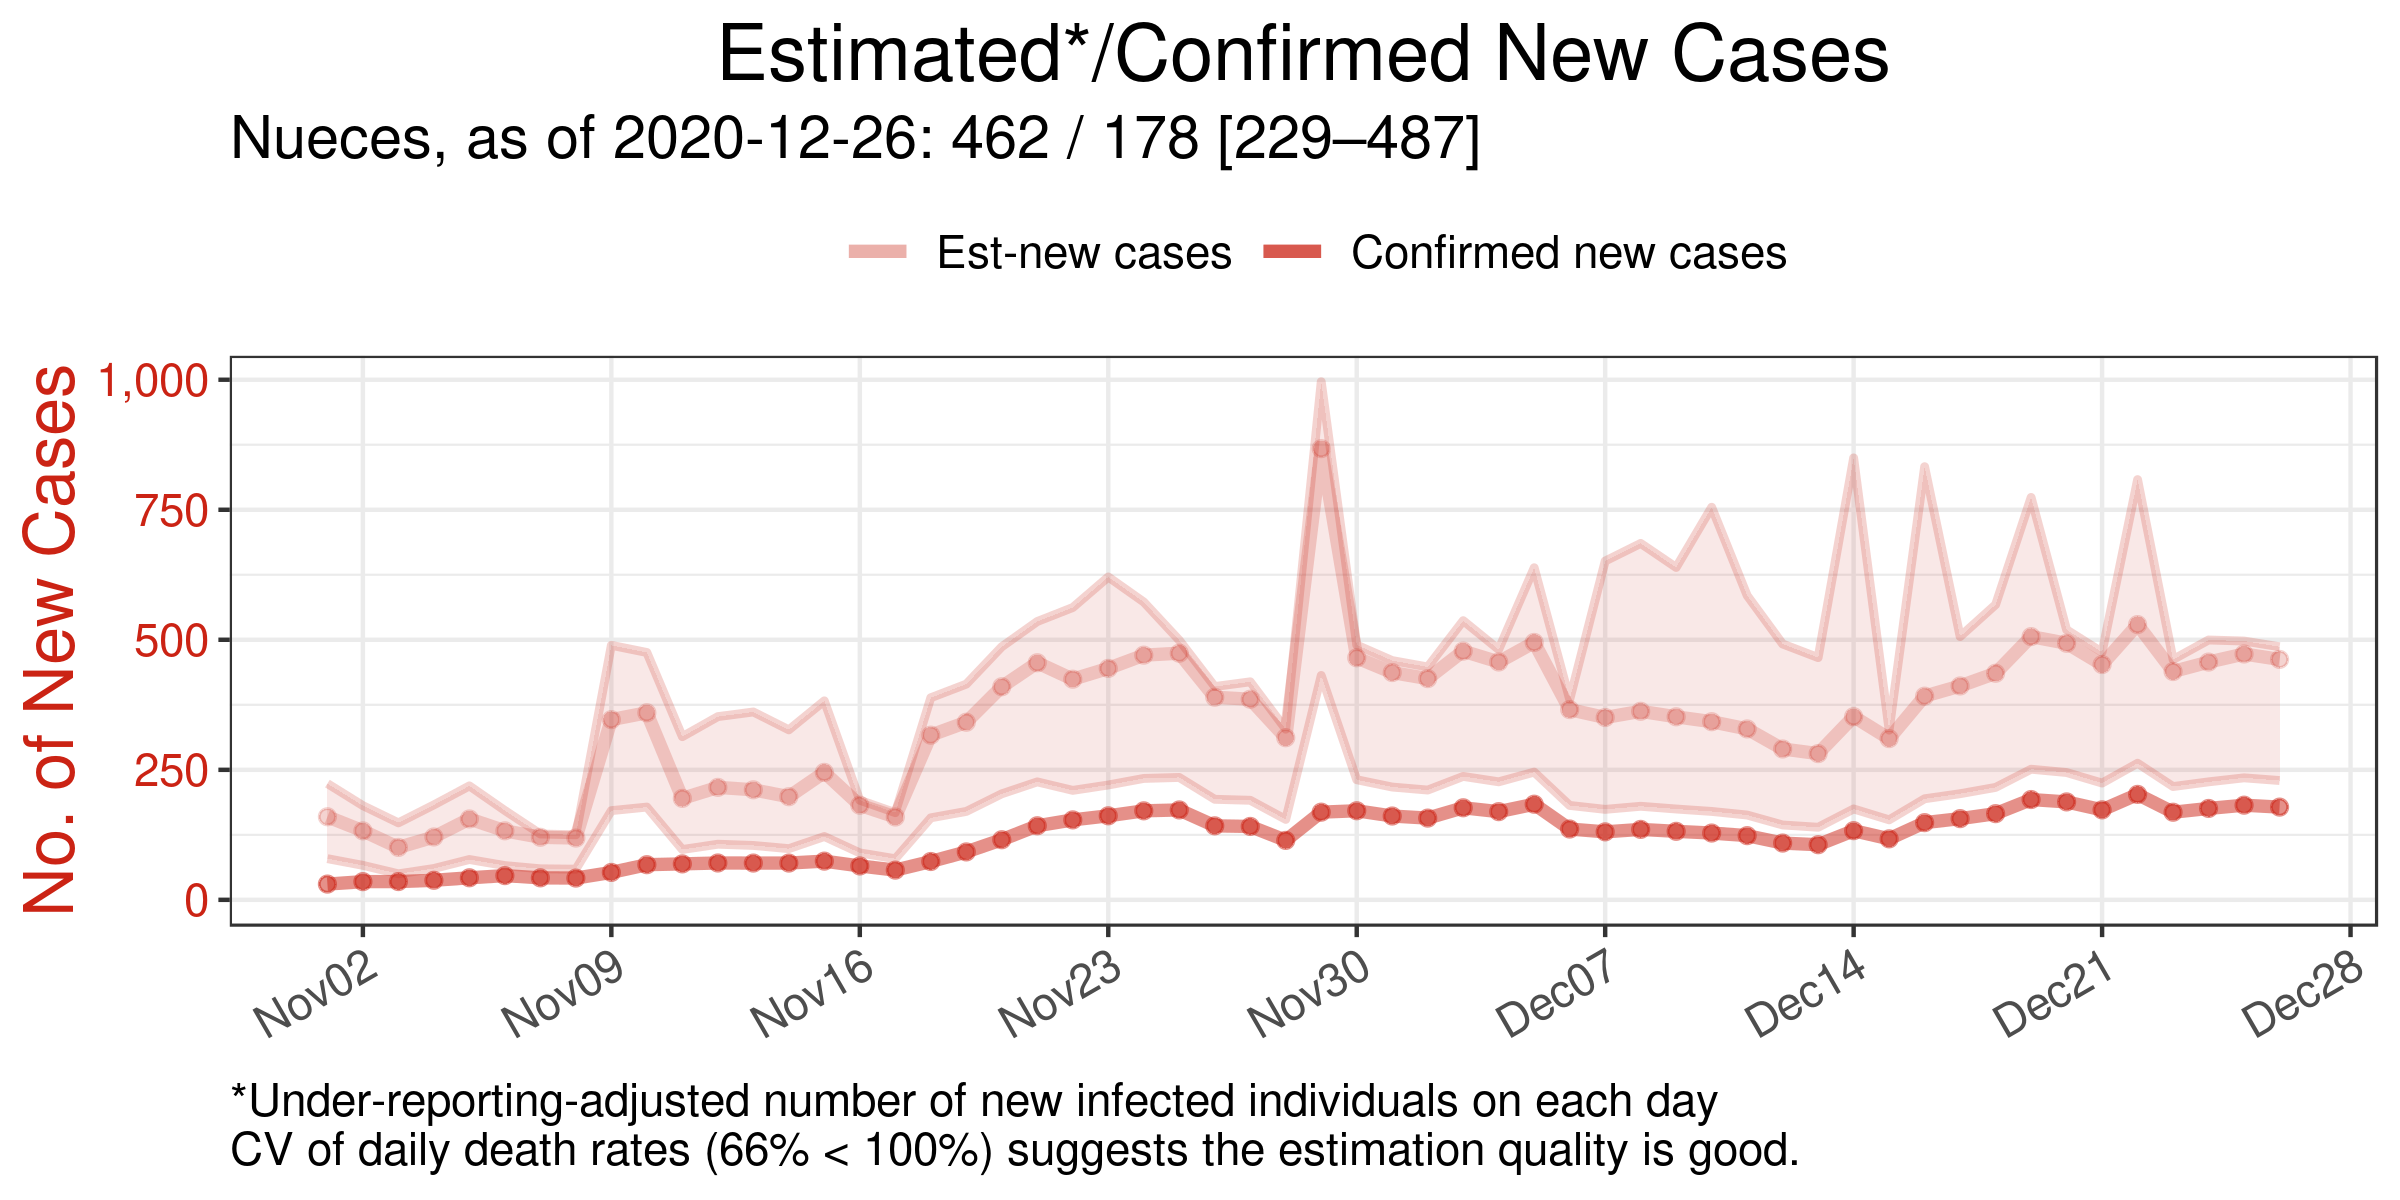 Estimated*/Confirmed New Cases
Nueces, as of 2020-12-26: 462 / 178 [229–487]
Est-new cases
Confirmed new cases
No. of New Cases
1,000
750
500
250
0
Nov02
Nov09
Nov16
Nov23
Nov30
Dec07
Dec14
Dec21
Dec28
*Under-reporting-adjusted number of new infected individuals on each day
CV of daily death rates (66% < 100%) suggests the estimation quality is good.